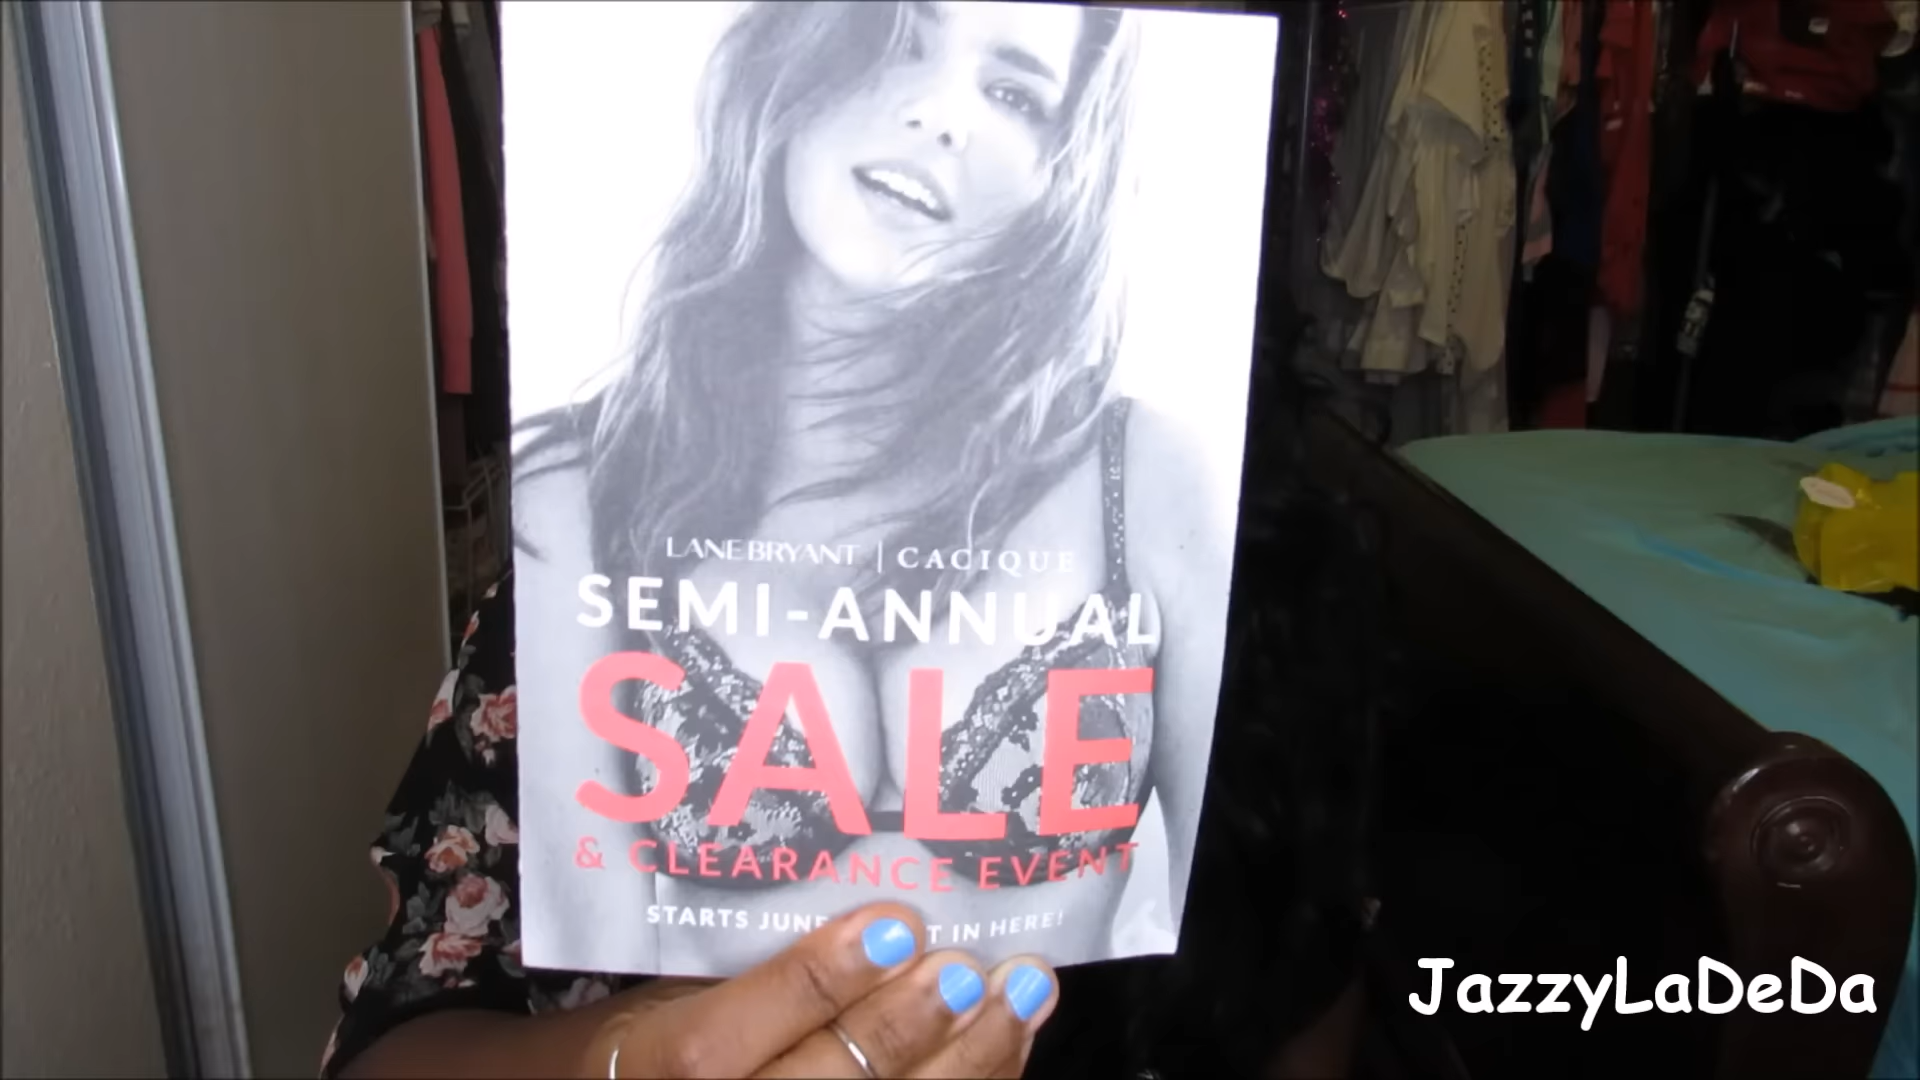 LANE BRYANT | CACIQUE
SEMI-ANNUAL
SALE
& CLEARANCE EVENT
STARTS JUNE IN HERE!
JazzyLaDeDa